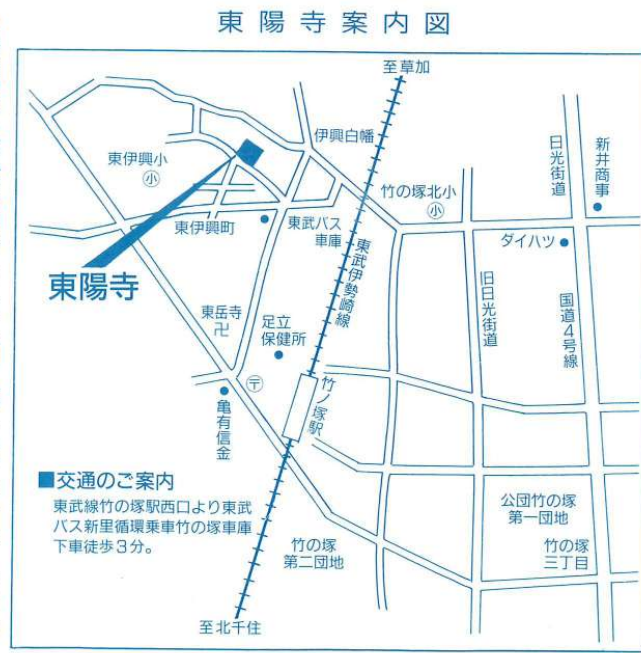 東陽寺案内図
至草加
伊興白幡
東伊興小
小
竹の塚北小
小
日光街道
新井商事
東伊興町
東武バス
車庫
ダイハツ
東武伊勢崎線
東陽寺
東岳寺
卍
足立
保健所
旧日光街道
国道4号線
〒
竹ノ塚駅
亀有信金
■交通のご案内
東武線竹の塚駅西口より東武
バス新里循環乗車竹の塚車庫
下車徒歩3分。
公団竹の塚
第一団地
竹の塚
三丁目
竹の塚
第二団地
至北千住